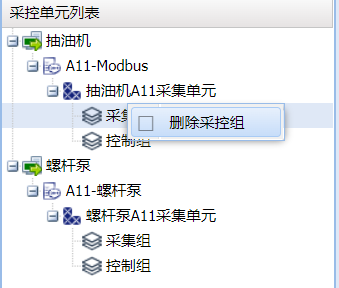 采控单元列表
抽油机
A11-Modbus
抽油机A11采集单元
采集
删除采控组
控制组
螺杆泵
A11-螺杆泵
螺杆泵A11采集单元
采集组
控制组